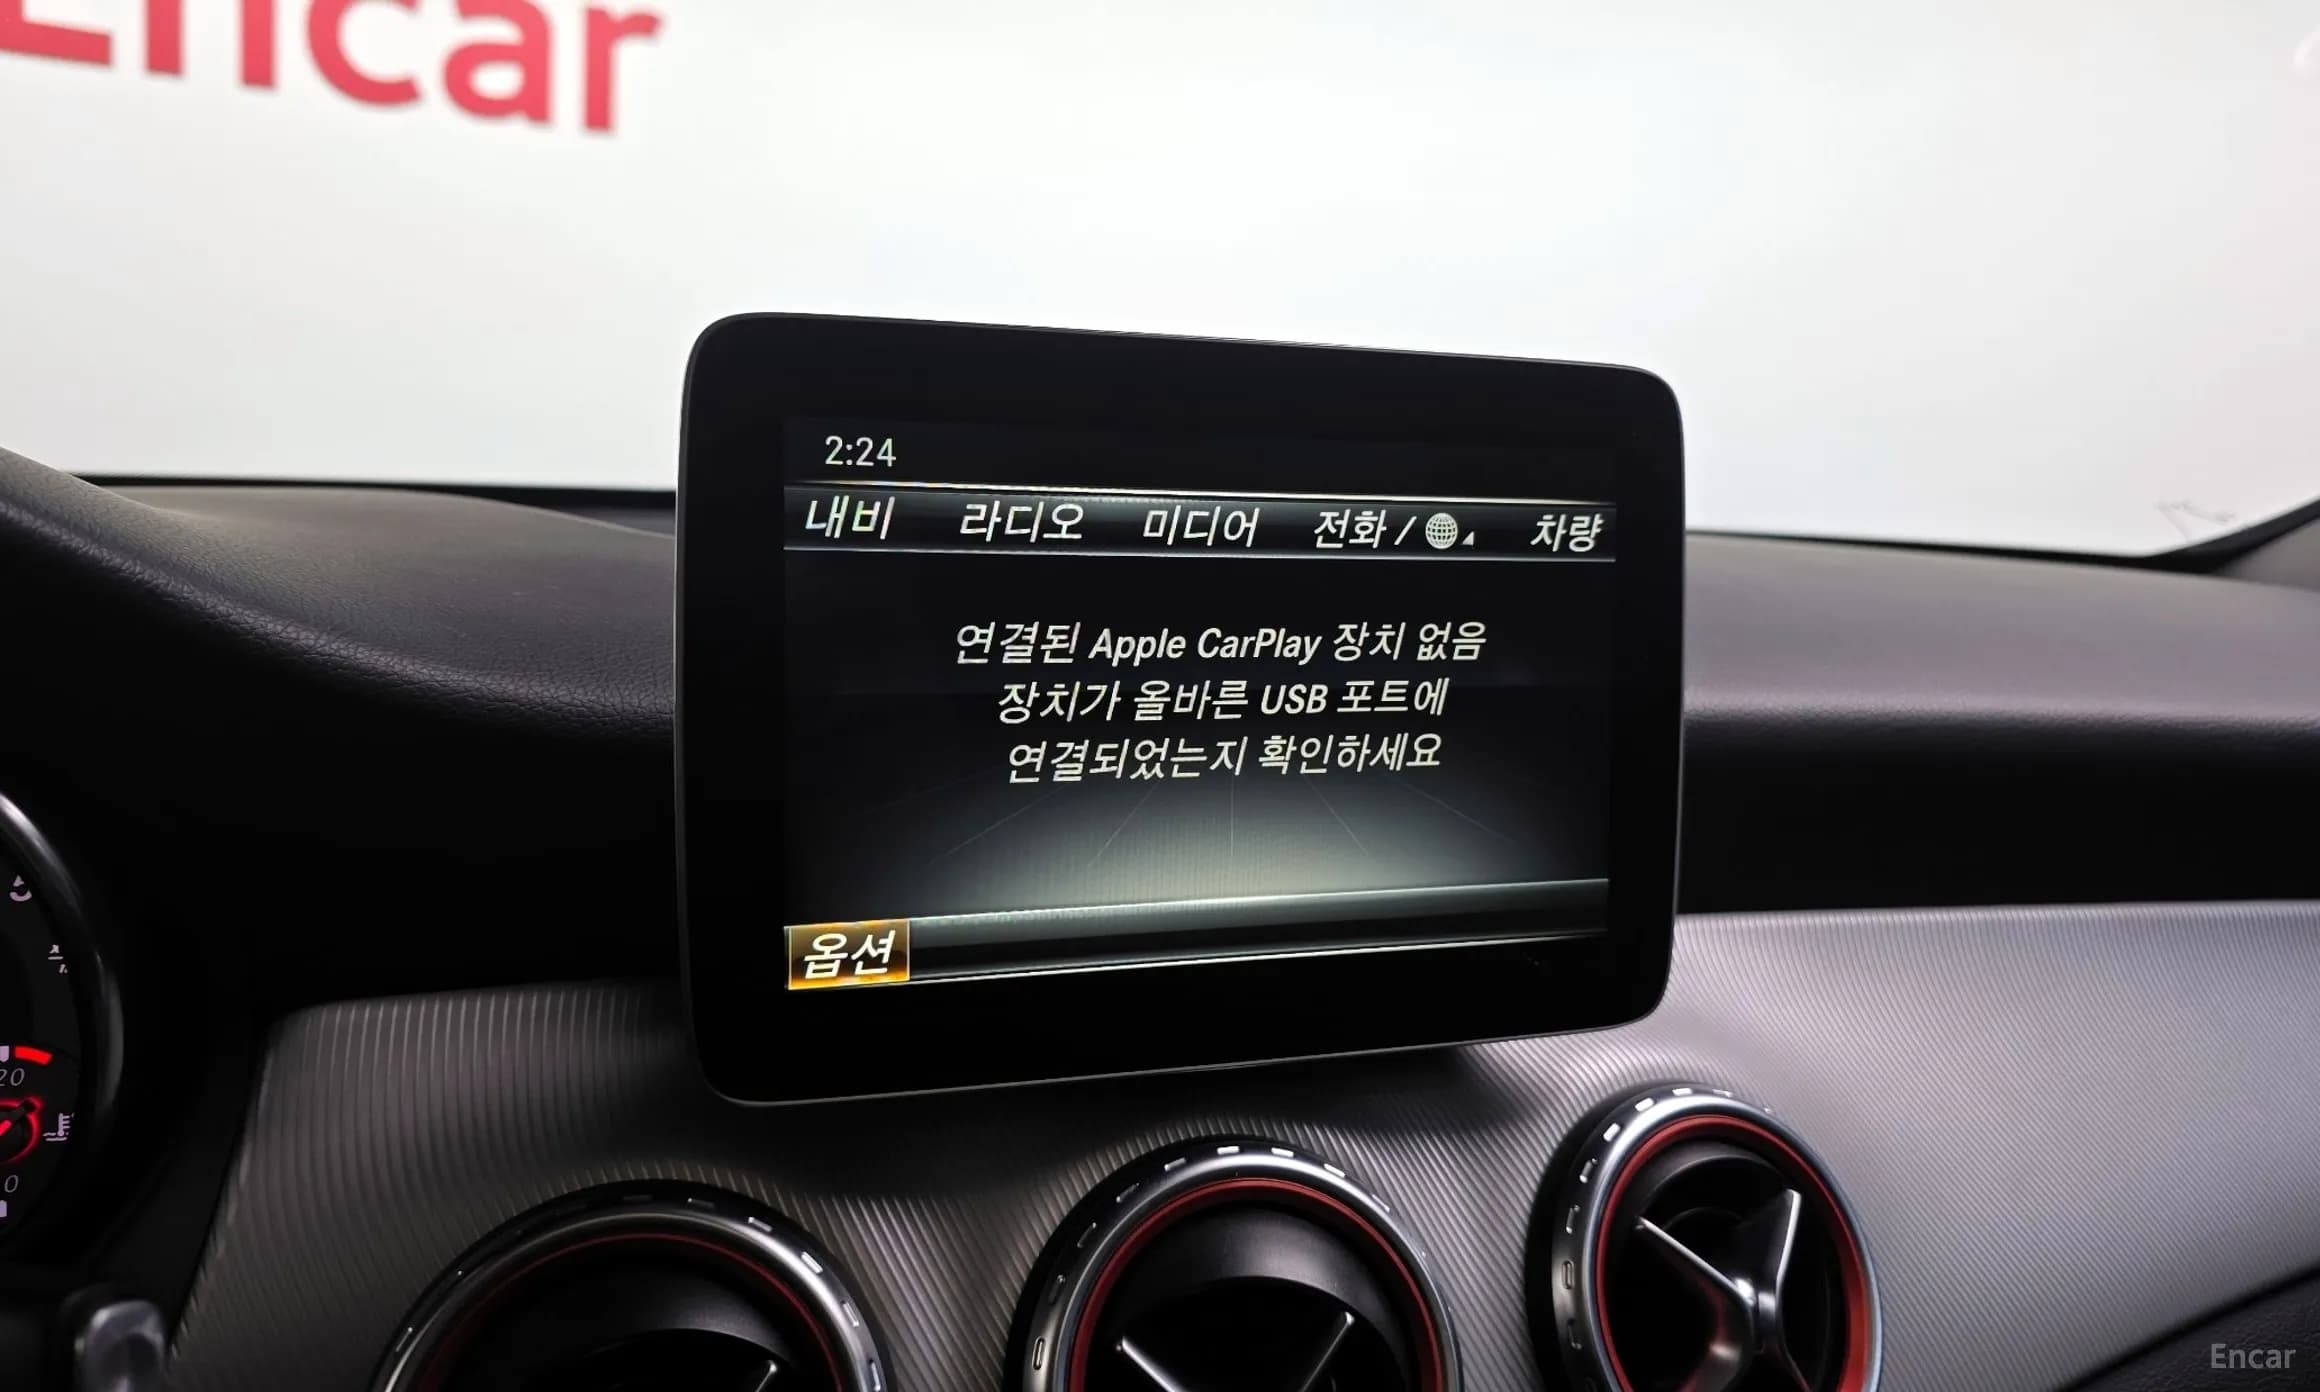 Encar
2:24
내비 라디오 미디어 전화 / 차량
연결된 Apple CarPlay 장치 없음
장치가 올바른 USB 포트에
연결되었는지 확인하세요
옵션
20
0
Encar